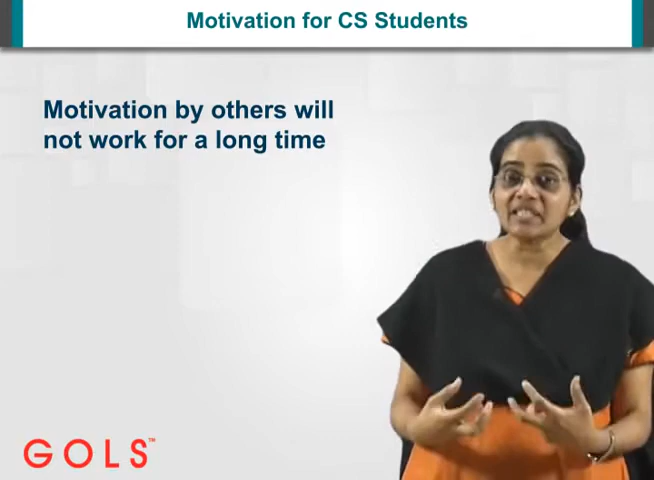 Motivation for CS Students
Motivation by others will
not work for a long time
GOLS™